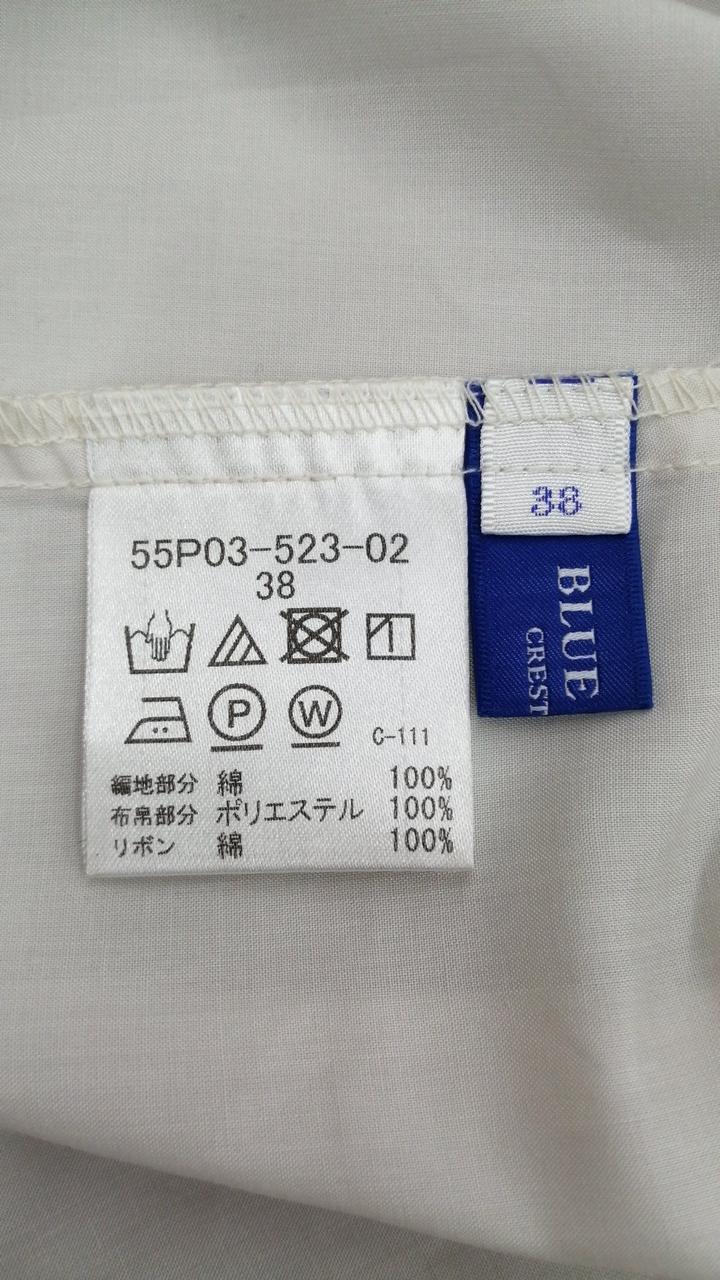 55P03-523-02
38
P W C-111
編地部分 綿 100%
布帛部分 ポリエステル 100%
リボン 綿 100%
38
BLUE
CREST